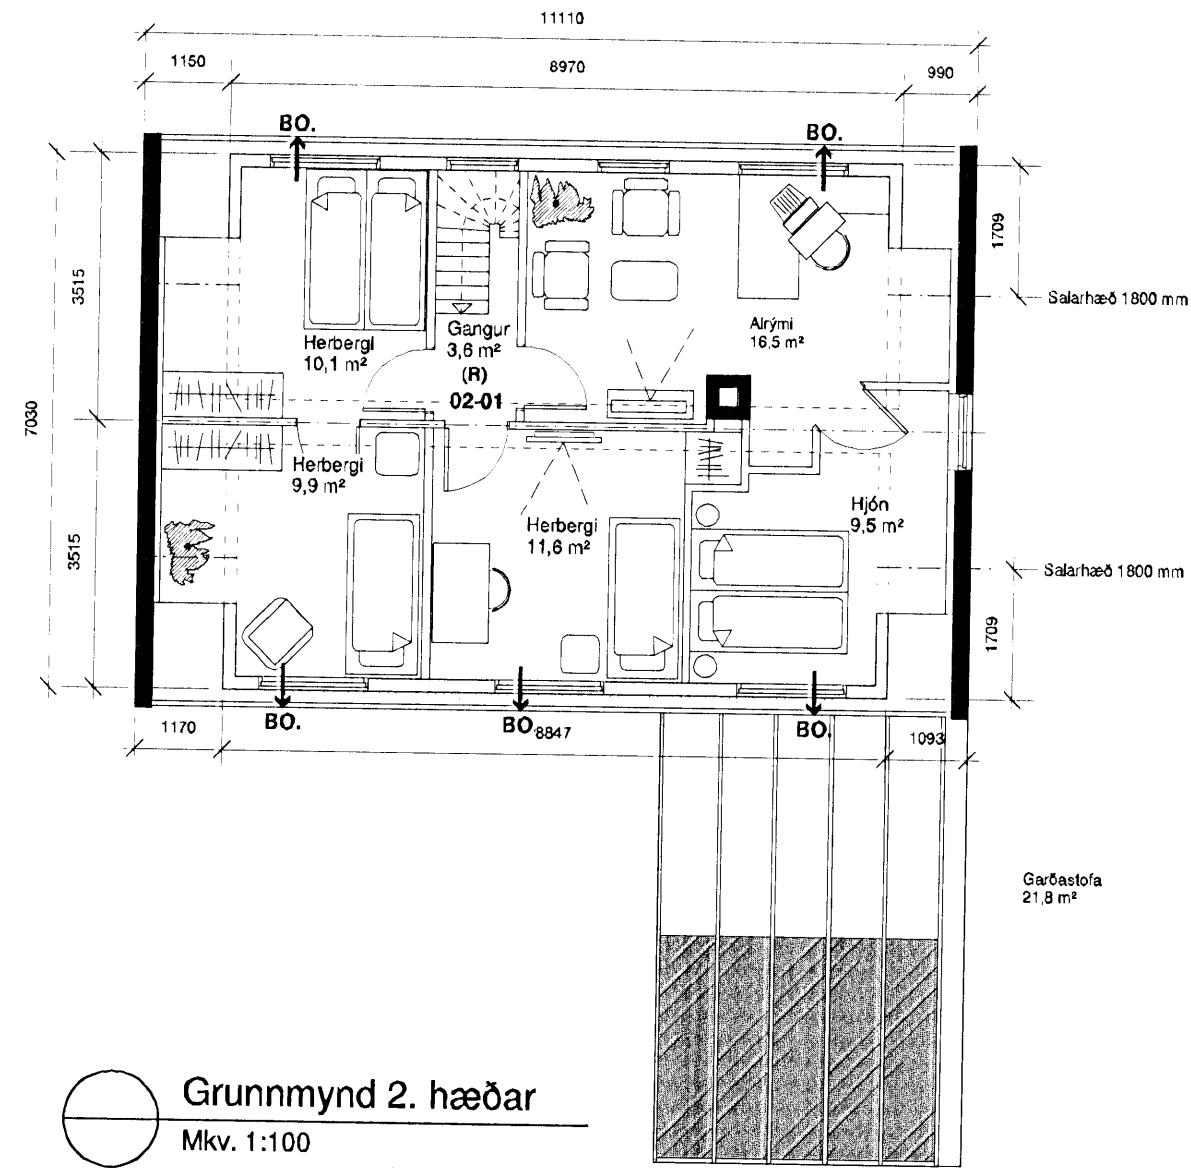 11110
1150
8970
990
BO.
BO.
1709
3515
7030
Salarhæð 1800 mm
Gangur
3,6 m²
(R)
02-01
Herbergi
10,1 m²
Alrými
16,5 m²
Herbergi
9,9 m²
Herbergi
11,6 m²
Hjón
9,5 m²
3515
Salarhæð 1800 mm
1709
BO.
BO.
BO.
1170
8847
1093
Garðastofa
21,8 m²
Grunnmynd 2. hæðar
Mkv. 1:100